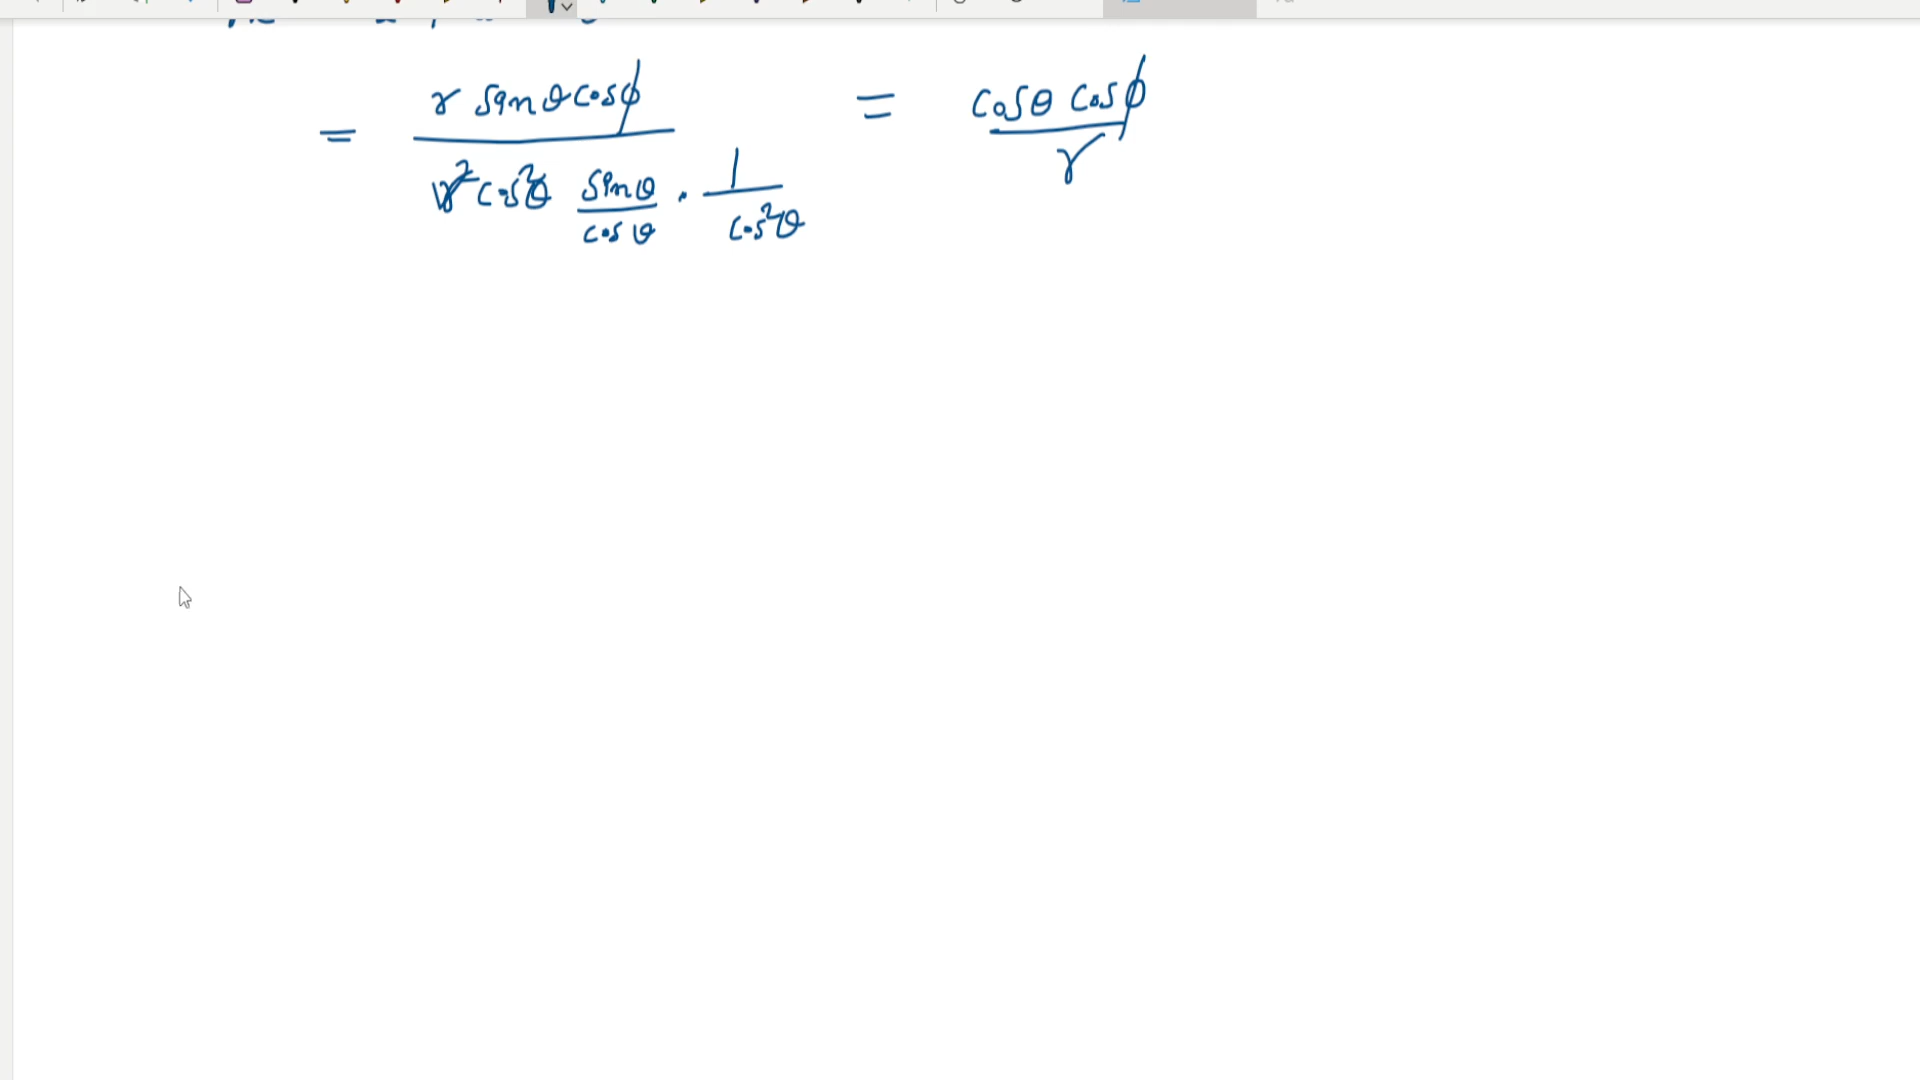 = r sinθ cosϕ / r² cos²θ sinθ/cosθ · 1/cos²θ = cosθ cosϕ / r